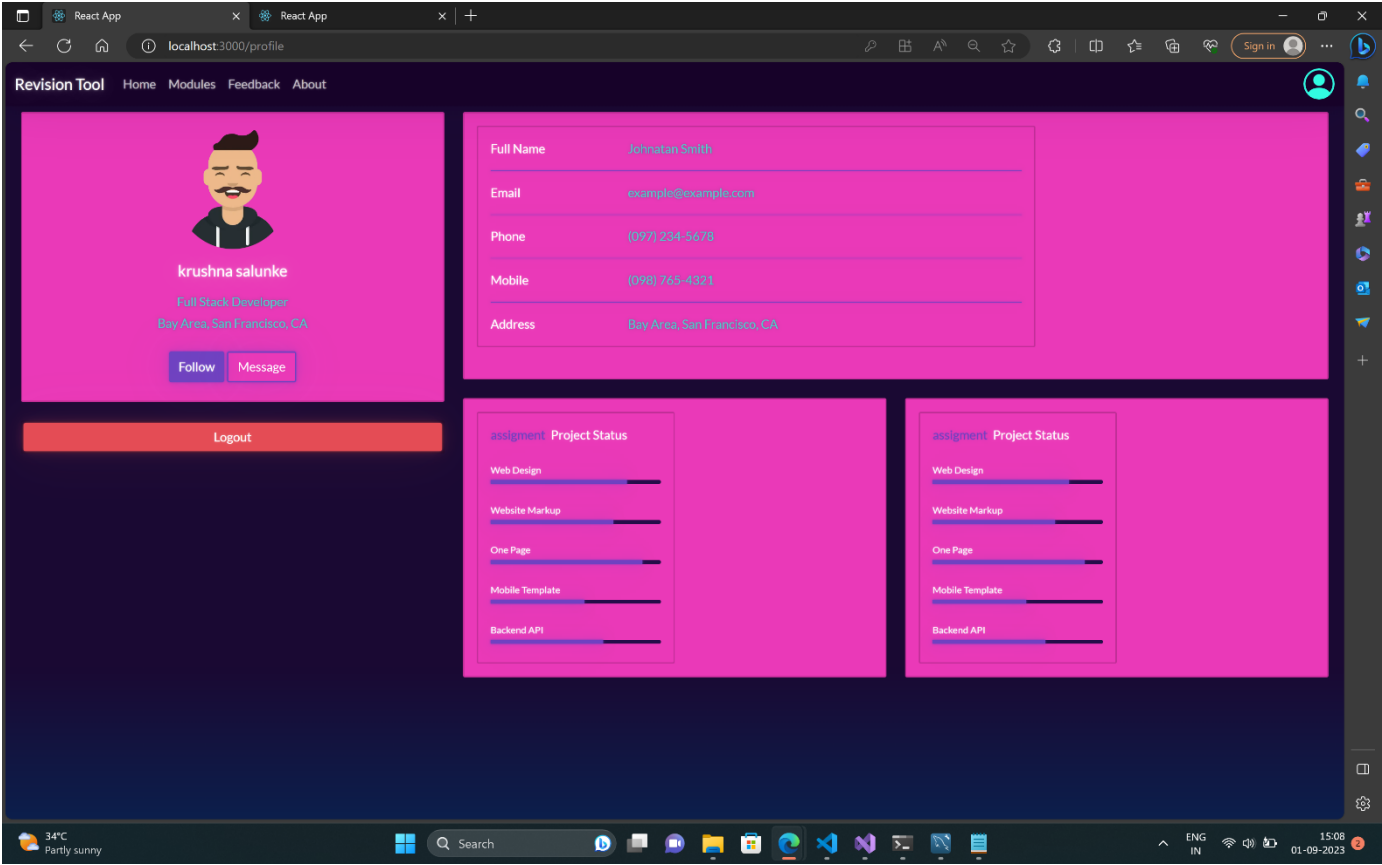 React App
React App
localhost:3000/profile
Sign in
Revision Tool Home Modules Feedback About
krushna salunke
Full Stack Developer
Bay Area, San Francisco, CA
Follow Message
Logout
Full Name Johnatan Smith
Email example@example.com
Phone (097) 234-5678
Mobile (098) 765-4321
Address Bay Area, San Francisco, CA
assigment Project Status
Web Design
Website Markup
One Page
Mobile Template
Backend API
assigment Project Status
Web Design
Website Markup
One Page
Mobile Template
Backend API
34°C
Partly sunny
Search
ENG
IN
15:08
01-09-2023
2